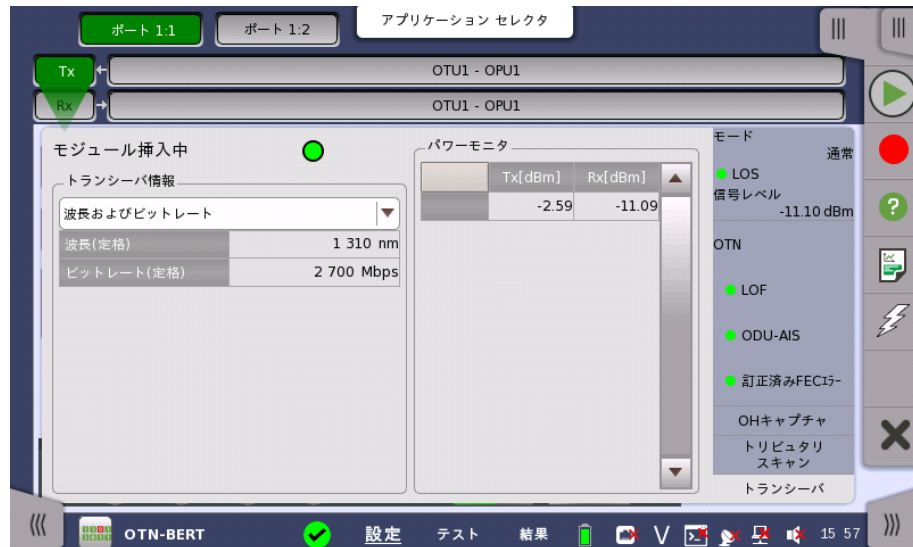 アプリケーション セレクタ
ポート 1:1
ポート 1:2
Tx
OTU1 - OPU1
Rx
OTU1 - OPU1
モジュール挿入中
トランシーバ情報
波長およびビットレート
波長(定格) 1 310 nm
ビットレート(定格) 2 700 Mbps
パワーモニタ
Tx[dBm] Rx[dBm]
-2.59 -11.09
モード
通常
LOS
信号レベル
-11.10 dBm
OTN
LOF
ODU-AIS
訂正済みFECエラー
OHキャプチャ
トリビュタリ
スキャン
トランシーバ
OTN-BERT
設定
テスト
結果
15 57